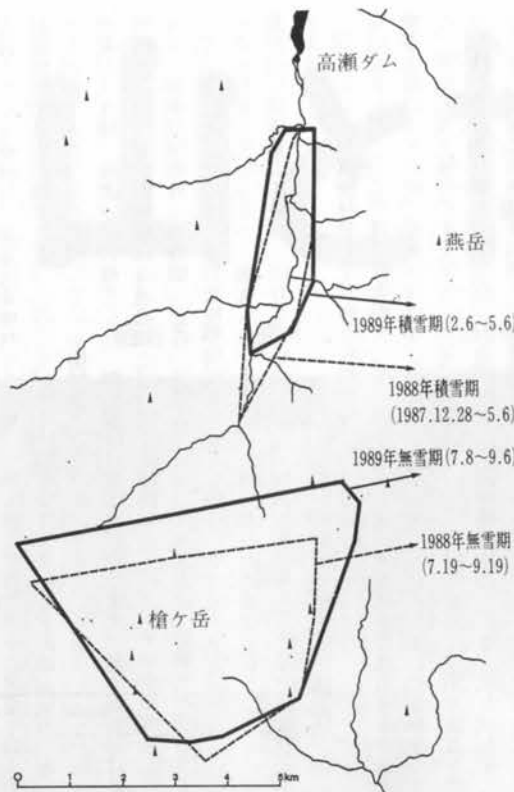 高瀬ダム
燕岳
1989年積雪期(2.6~5.6)
1988年積雪期
(1987.12.28~5.6)
1989年無雪期(7.8~9.6)
1988年無雪期
(7.19~9.19)
槍ケ岳
0 1 2 3 4 5km